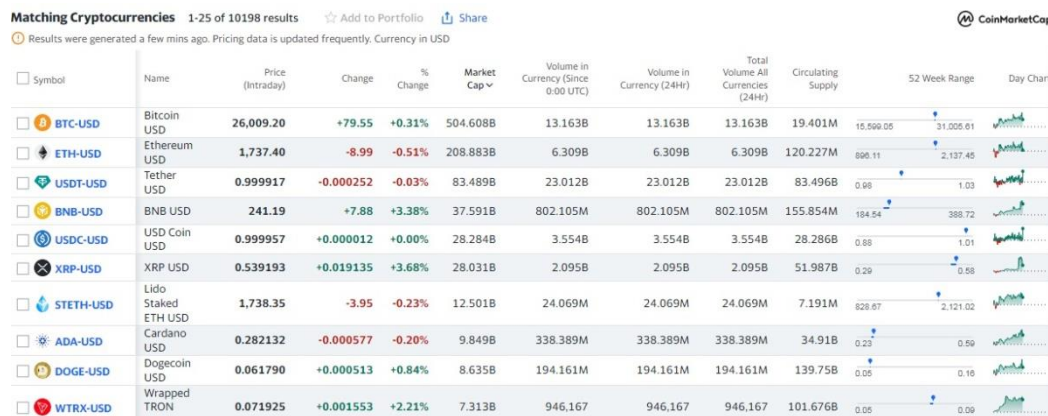 Matching Cryptocurrencies 1-25 of 10198 results Add to Portfolio Share CoinMarketCap
Results were generated a few mins ago. Pricing data is updated frequently. Currency in USD
Symbol Name Price (Intraday) Change % Change Market Cap Volume in Currency (Since 0:00 UTC) Volume in Currency (24Hr) Total Volume All Currencies (24Hr) Circulating Supply 52 Week Range Day Char
BTC-USD Bitcoin USD 26,009.20 +79.55 +0.31% 504.608B 13.163B 13.163B 13.163B 19.401M 15,599.05 31,005.61
ETH-USD Ethereum USD 1,737.40 -8.99 -0.51% 208.883B 6.309B 6.309B 6.309B 120.227M 896.11 2,137.45
USDT-USD Tether USD 0.999917 -0.000252 -0.03% 83.489B 23.012B 23.012B 23.012B 83.496B 0.98 1.03
BNB-USD BNB USD 241.19 +7.88 +3.38% 37.591B 802.105M 802.105M 802.105M 155.854M 184.54 388.72
USDC-USD USD Coin USD 0.999957 +0.000012 +0.00% 28.284B 3.554B 3.554B 3.554B 28.286B 0.88 1.01
XRP-USD XRP USD 0.539193 +0.019135 +3.68% 28.031B 2.095B 2.095B 2.095B 51.987B 0.29 0.58
STETH-USD Lido Staked ETH USD 1,738.35 -3.95 -0.23% 12.501B 24.069M 24.069M 24.069M 7.191M 828.67 2,121.02
ADA-USD Cardano USD 0.282132 -0.000577 -0.20% 9.849B 338.389M 338.389M 338.389M 34.91B 0.23 0.59
DOGE-USD Dogecoin USD 0.061790 +0.000513 +0.84% 8.635B 194.161M 194.161M 194.161M 139.75B 0.05 0.16
WTRX-USD Wrapped TRON 0.071925 +0.001553 +2.21% 7.313B 946,167 946,167 946,167 101.676B 0.05 0.09